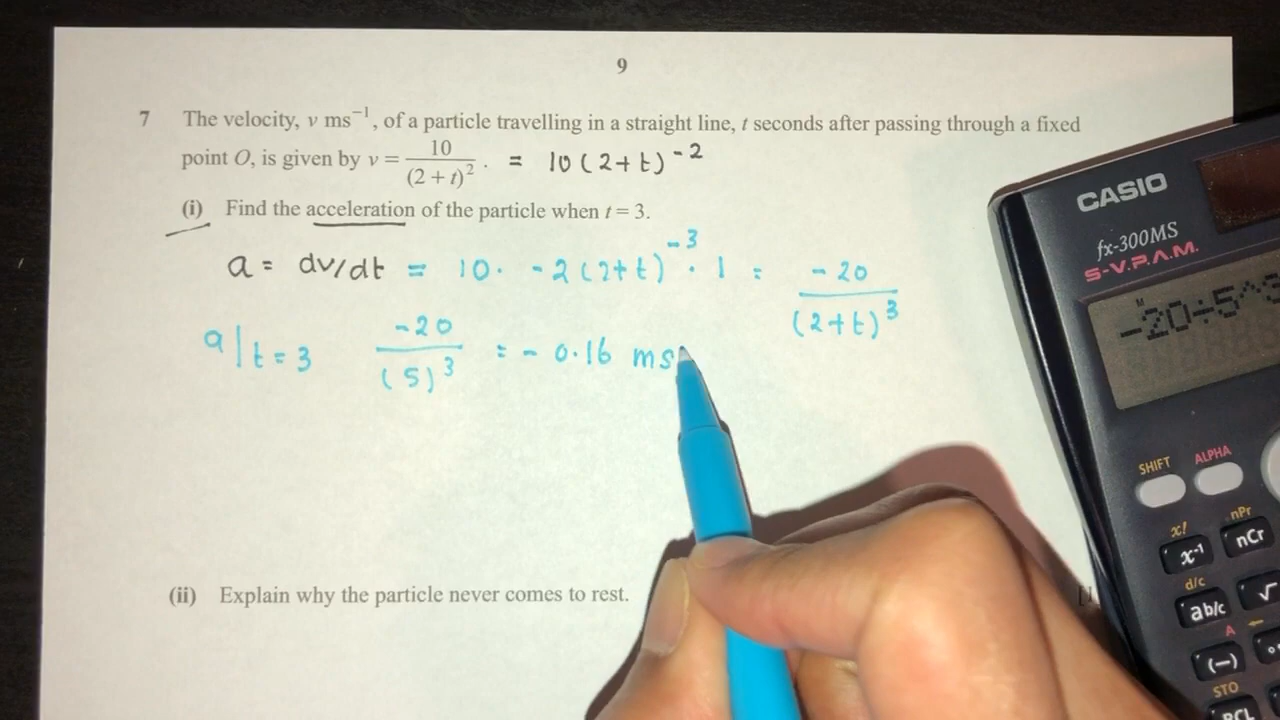 9
7 The velocity, v ms⁻¹, of a particle travelling in a straight line, t seconds after passing through a fixed
point O, is given by v = 10/(2 + t)² . = 10(2+t)⁻²
(i) Find the acceleration of the particle when t = 3.
a = dv/dt = 10 · -2(2+t)⁻³ · 1 = -20/(2+t)³
a|t=3 -20/(5)³ = -0.16 ms
(ii) Explain why the particle never comes to rest.
CASIO
fx-300MS
S-V.P.A.M.
-20÷5^3
SHIFT ALPHA
x! nPr
x⁻¹ nCr
d/c
ab/c √
A
(-)
STO
RCL